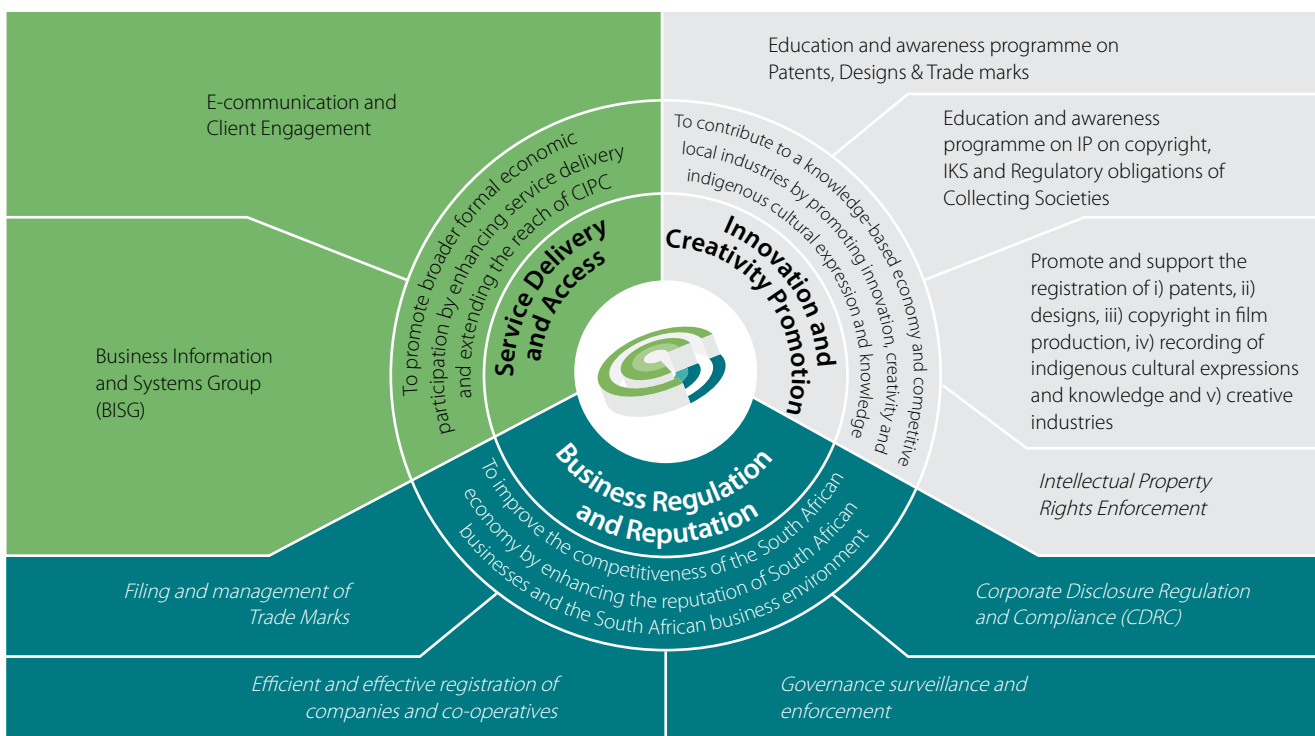 E-communication and
Client Engagement
Business Information
and Systems Group
(BISG)
To promote broader formal economic
participation by enhancing service delivery
and extending the reach of CIPC
Service Delivery
and Access
Education and awareness programme on
Patents, Designs & Trade marks
Education and awareness
programme on IP on copyright,
IKS and Regulatory obligations of
Collecting Societies
Promote and support the
registration of i) patents, ii)
designs, iii) copyright in film
production, iv) recording of
indigenous cultural expressions
and knowledge and v) creative
industries
Intellectual Property
Rights Enforcement
To contribute to a knowledge-based economy and competitive
local industries by promoting innovation, creativity and
indigenous cultural expression and knowledge
Innovation and
Creativity Promotion
Business Regulation
and Reputation
To improve the competitiveness of the South African
economy by enhancing the reputation of South African
businesses and the South African business environment
Filing and management of
Trade Marks
Efficient and effective registration of
companies and co-operatives
Governance surveillance and
enforcement
Corporate Disclosure Regulation
and Compliance (CDRC)